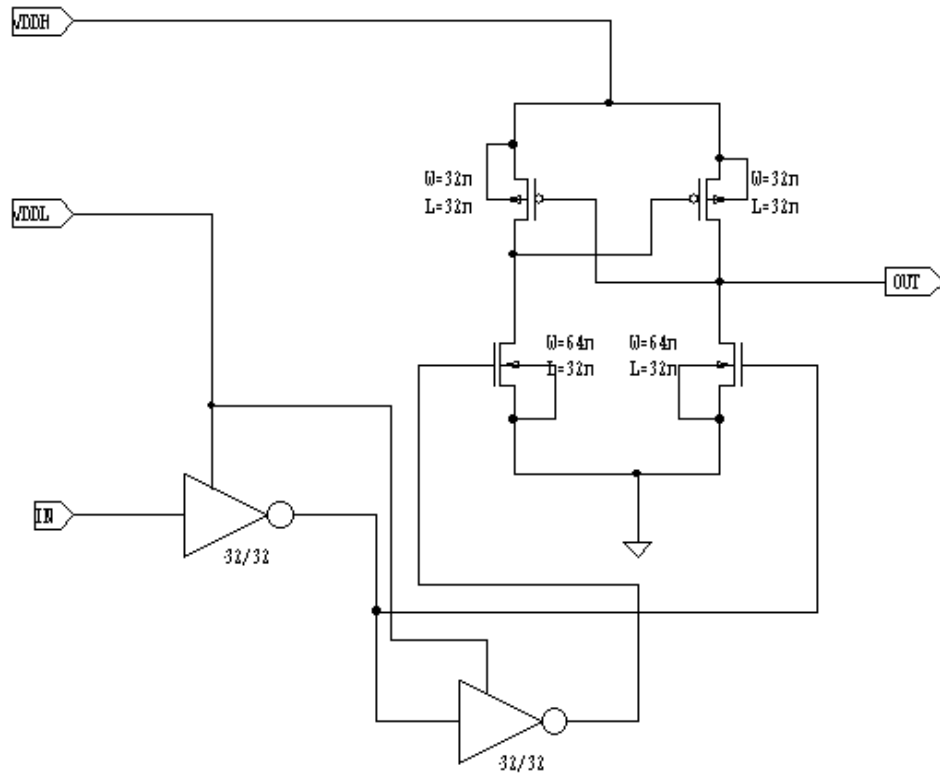 VDDH
W=32n
L=32n
W=32n
L=32n
VDDL
OUT
W=64n
L=32n
W=64n
L=32n
IN
32/32
32/32